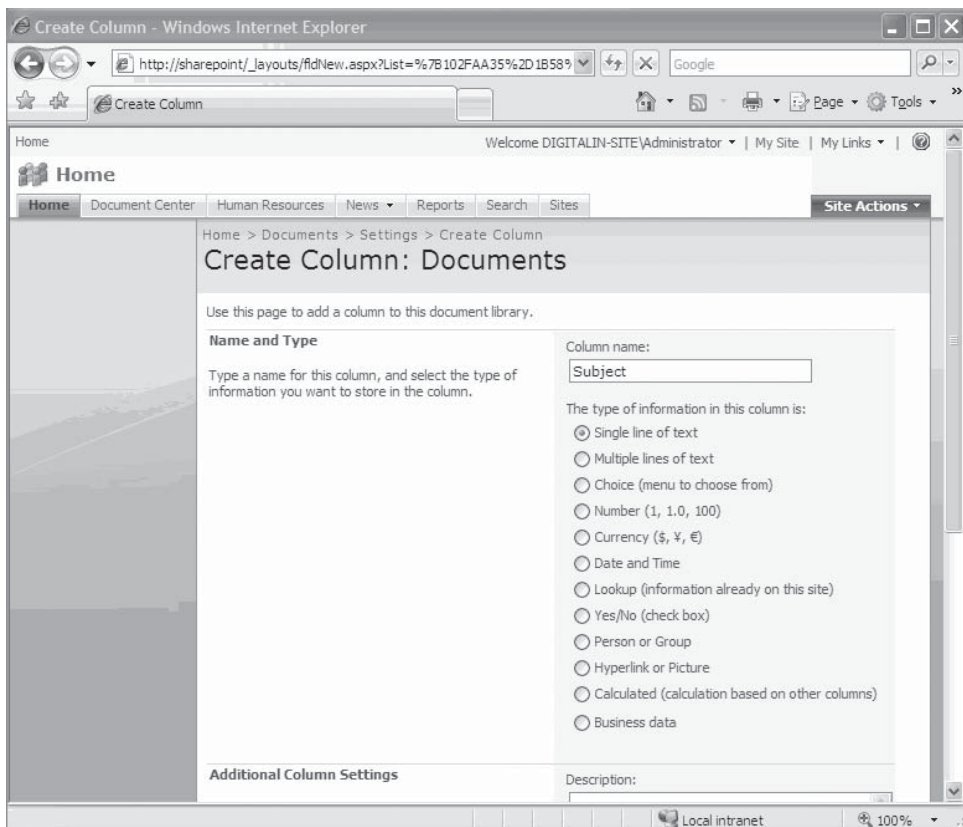 Create Column - Windows Internet Explorer
http://sharepoint/_layouts/fldNew.aspx?List=%7B102FAA35%2D1B58%
Google
Create Column
Page
Tools
»
Home
Welcome DIGITALIN-SITE\Administrator | My Site | My Links |
Home
Home Document Center Human Resources News Reports Search Sites Site Actions
Home > Documents > Settings > Create Column
Create Column: Documents
Use this page to add a column to this document library.
Name and Type
Type a name for this column, and select the type of
information you want to store in the column.
Column name:
Subject
The type of information in this column is:
Single line of text
Multiple lines of text
Choice (menu to choose from)
Number (1, 1.0, 100)
Currency ($, ¥, €)
Date and Time
Lookup (information already on this site)
Yes/No (check box)
Person or Group
Hyperlink or Picture
Calculated (calculation based on other columns)
Business data
Additional Column Settings
Description:
Local intranet
100%